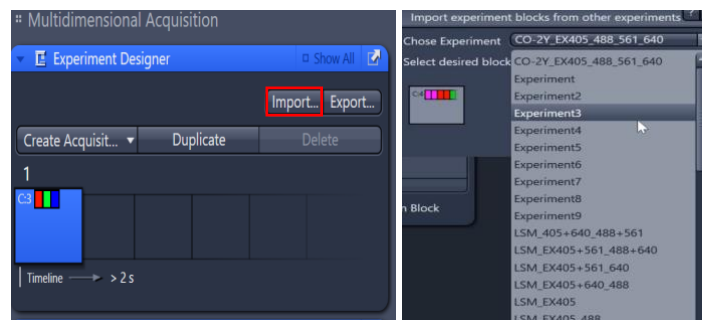 Multidimensional Acquisition
Experiment Designer
Show All
Import... Export...
Create Acquisit... Duplicate Delete
1
C:3
Timeline > 2 s
Import experiment blocks from other experiments ?
Chose Experiment CO-2Y_EX405_488_561_640
Select desired block CO-2Y_EX405_488_561_640
Experiment
Experiment2
C:4
Experiment3
Experiment4
Experiment5
Experiment6
Experiment7
Experiment8
n Block
Experiment9
LSM_405+640_488+561
LSM_EX405+561_488+640
LSM_EX405+561_640
LSM_EX405+640_488
LSM_EX405
LSM_EX405_488